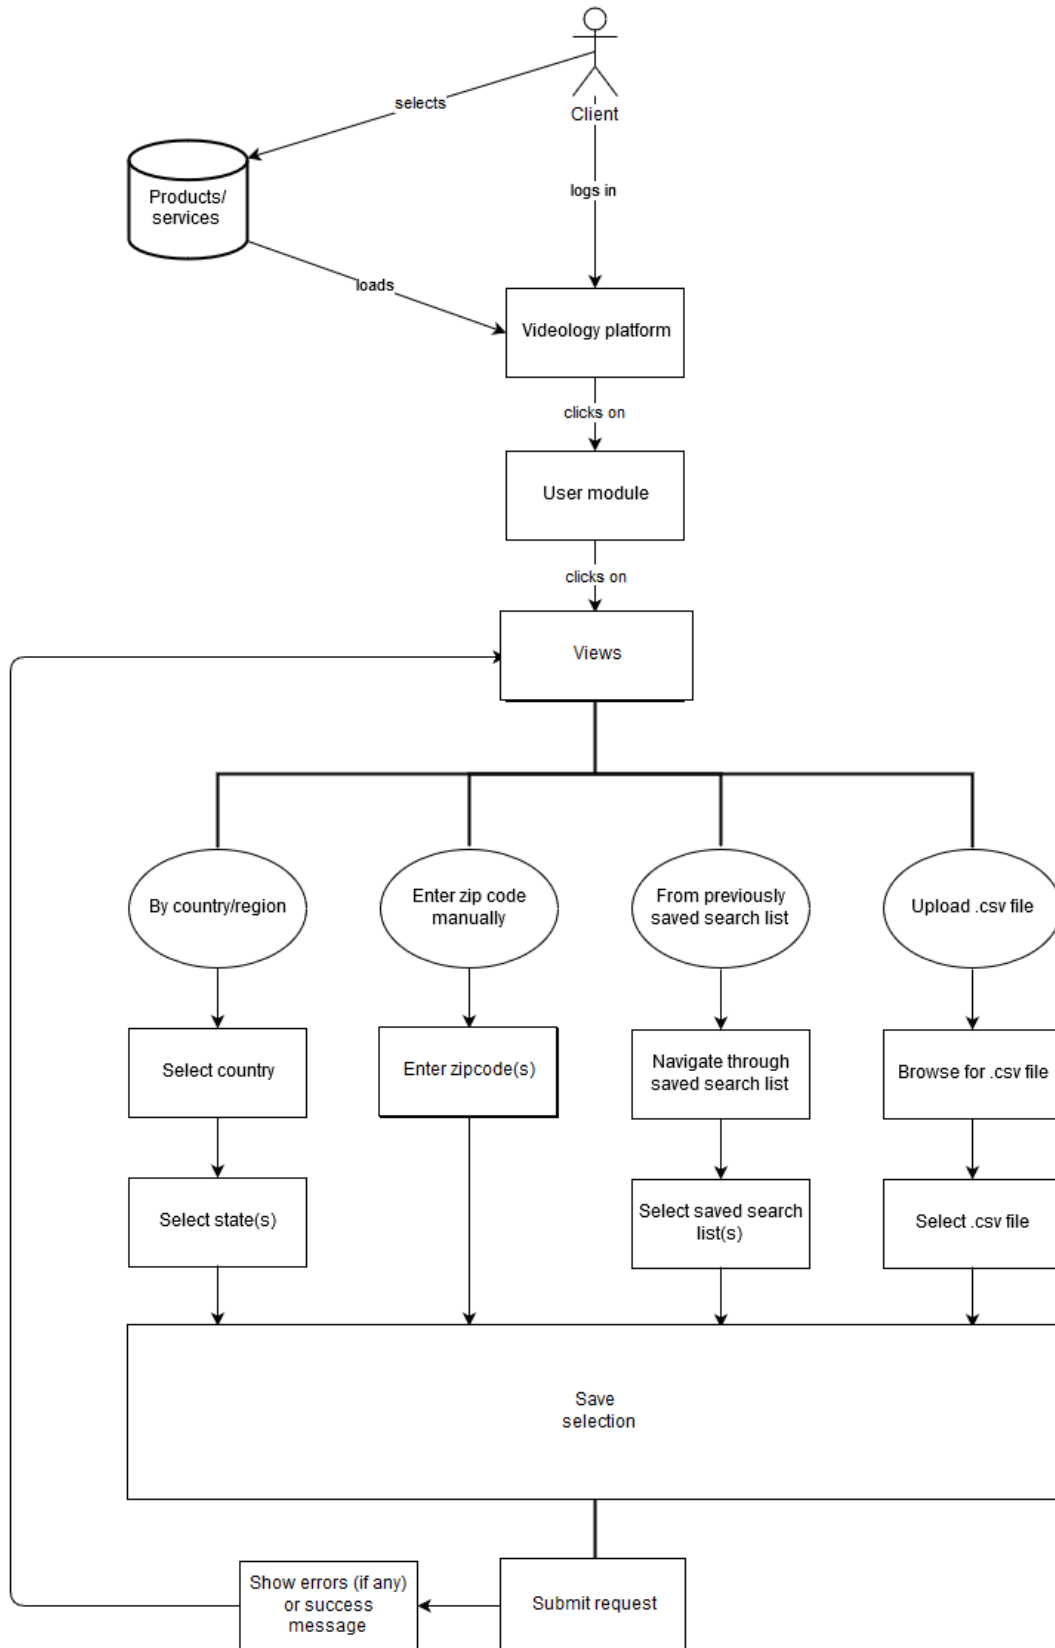 selects
Client
Products/
services
logs in
loads
Videology platform
clicks on
User module
clicks on
Views
By country/region
Enter zip code
manually
From previously
saved search list
Upload .csv file
Select country
Enter zipcode(s)
Navigate through
saved search list
Browse for .csv file
Select state(s)
Select saved search
list(s)
Select .csv file
Save
selection
Show errors (if any)
or success
message
Submit request